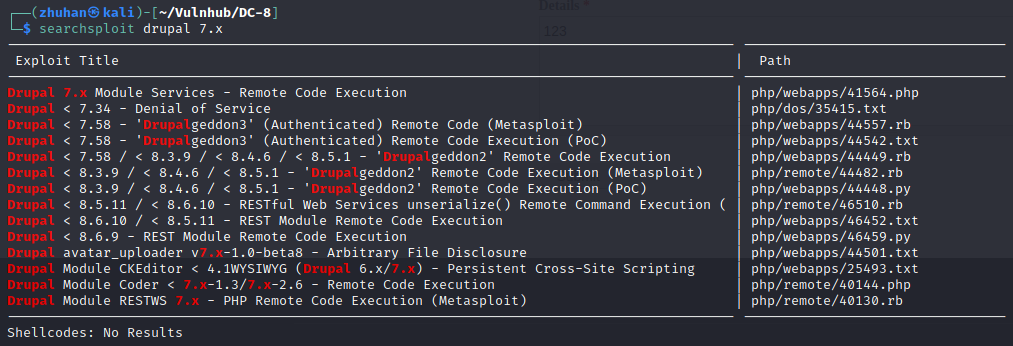 Details *
123
┌──(zhuhan㉿kali)-[~/Vulnhub/DC-8]
└─$ searchsploit drupal 7.x
Exploit Title | Path
Drupal 7.x Module Services - Remote Code Execution | php/webapps/41564.php
Drupal < 7.34 - Denial of Service | php/dos/35415.txt
Drupal < 7.58 - 'Drupalgeddon3' (Authenticated) Remote Code (Metasploit) | php/webapps/44557.rb
Drupal < 7.58 - 'Drupalgeddon3' (Authenticated) Remote Code Execution (PoC) | php/webapps/44542.txt
Drupal < 7.58 / < 8.3.9 / < 8.4.6 / < 8.5.1 - 'Drupalgeddon2' Remote Code Execution | php/webapps/44449.rb
Drupal < 8.3.9 / < 8.4.6 / < 8.5.1 - 'Drupalgeddon2' Remote Code Execution (Metasploit) | php/remote/44482.rb
Drupal < 8.3.9 / < 8.4.6 / < 8.5.1 - 'Drupalgeddon2' Remote Code Execution (PoC) | php/webapps/44448.py
Drupal < 8.5.11 / < 8.6.10 - RESTful Web Services unserialize() Remote Command Execution ( | php/remote/46510.rb
Drupal < 8.6.10 / < 8.5.11 - REST Module Remote Code Execution | php/webapps/46452.txt
Drupal < 8.6.9 - REST Module Remote Code Execution | php/webapps/46459.py
Drupal avatar_uploader v7.x-1.0-beta8 - Arbitrary File Disclosure | php/webapps/44501.txt
Drupal Module CKEditor < 4.1WYSIWYG (Drupal 6.x/7.x) - Persistent Cross-Site Scripting | php/webapps/25493.txt
Drupal Module Coder < 7.x-1.3/7.x-2.6 - Remote Code Execution | php/remote/40144.php
Drupal Module RESTWS 7.x - PHP Remote Code Execution (Metasploit) | php/remote/40130.rb
Shellcodes: No Results